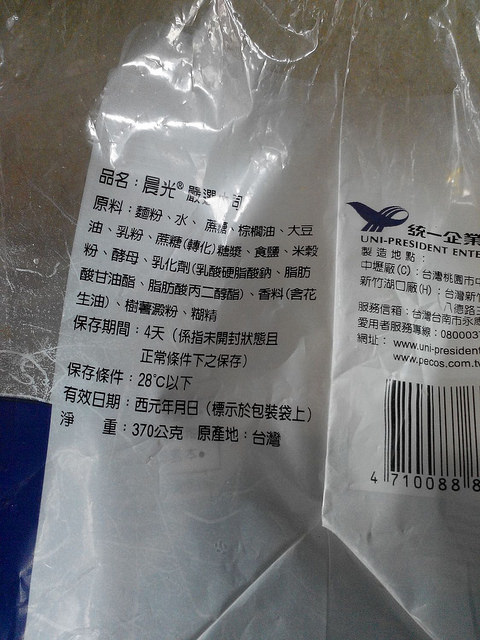 品名：晨光® 嚴選土司
原料：麵粉、水、蔗糖、棕櫚油、大豆
油、乳粉、蔗糖(轉化)糖漿、食鹽、米穀
粉、酵母、乳化劑(乳酸硬脂酸鈉、脂肪
酸甘油酯、脂肪酸丙二醇酯)、香料(含花
生油)、樹薯澱粉、糊精
保存期間：4天（係指未開封狀態且
正常條件下之保存）
保存條件：28℃以下
有效日期：西元年月日（標示於包裝袋上）
淨 重：370公克 原產地：台灣
統一企業
UNI-PRESIDENT ENTE
製造地點：
中壢廠(O)：台灣桃園市中
新竹湖口廠(H)：台灣新竹
八德路三
服務信箱：台灣台南市永康
愛用者服務專線：080003
網址：www.uni-president
www.pecos.com.tw
4 710088 8